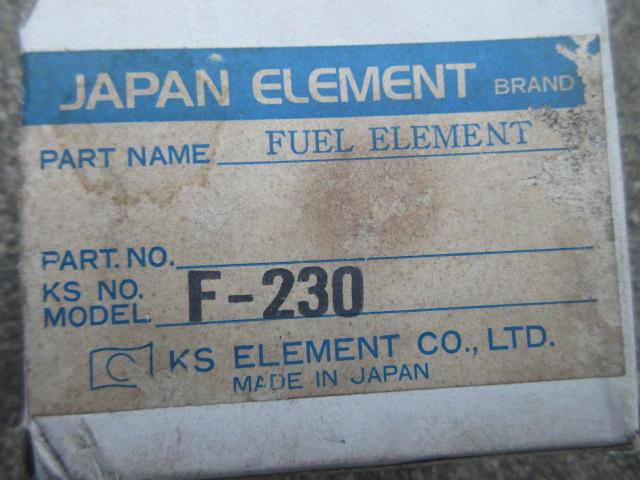 JAPAN ELEMENT BRAND
PART NAME FUEL ELEMENT
PART.NO.
KS NO.
MODEL. F-230
KS ELEMENT CO., LTD.
MADE IN JAPAN